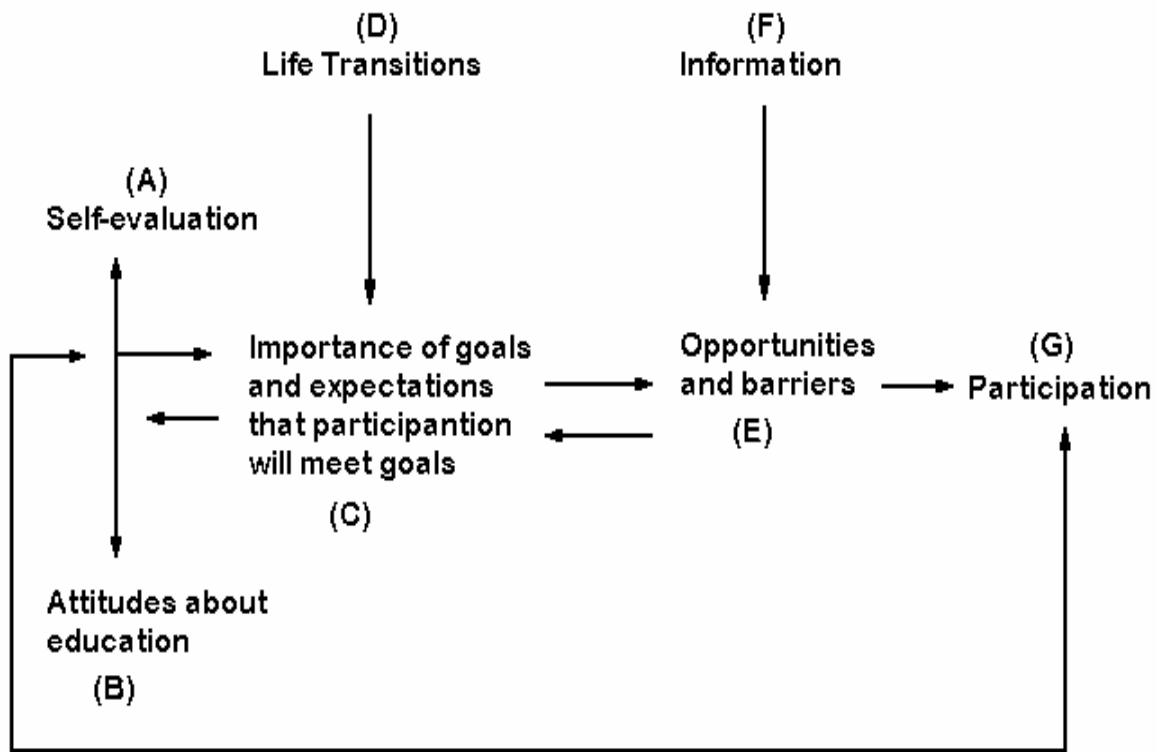 (D)
Life Transitions
(F)
Information
(A)
Self-evaluation
Importance of goals
and expectations
that participantion
will meet goals
(C)
Opportunities
and barriers
(E)
(G)
Participation
Attitudes about
education
(B)